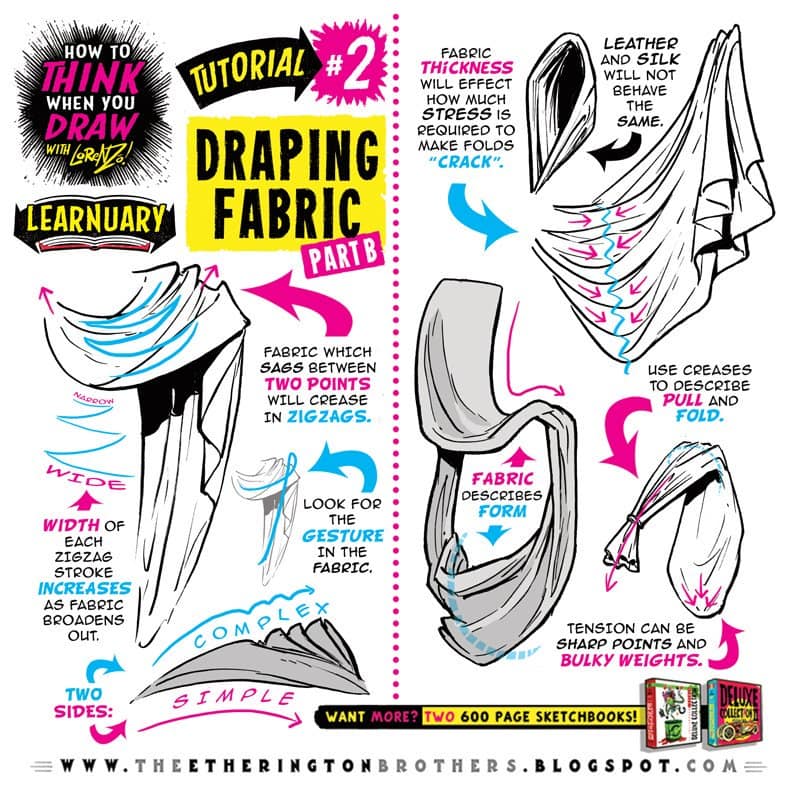 HOW TO
THINK
WHEN YOU
DRAW
WITH LORENZO!
LEARNUARY
TUTORIAL #2
DRAPING
FABRIC
PART B
FABRIC WHICH
SAGS BETWEEN
TWO POINTS
WILL CREASE
IN ZIGZAGS.
NARROW
WIDE
WIDTH OF
EACH
ZIGZAG
STROKE
INCREASES
AS FABRIC
BROADENS
OUT.
LOOK FOR
THE
GESTURE
IN THE
FABRIC.
COMPLEX
SIMPLE
TWO
SIDES:
FABRIC
THICKNESS
WILL EFFECT
HOW MUCH
STRESS IS
REQUIRED TO
MAKE FOLDS
"CRACK".
LEATHER
AND SILK
WILL NOT
BEHAVE
THE
SAME.
USE CREASES
TO DESCRIBE
PULL AND
FOLD.
FABRIC
DESCRIBES
FORM
TENSION CAN BE
SHARP POINTS AND
BULKY WEIGHTS.
WANT MORE? TWO 600 PAGE SKETCHBOOKS!
DELUXE
COLLECTION
WWW.THEETHERINGTONBROTHERS.BLOGSPOT.COM